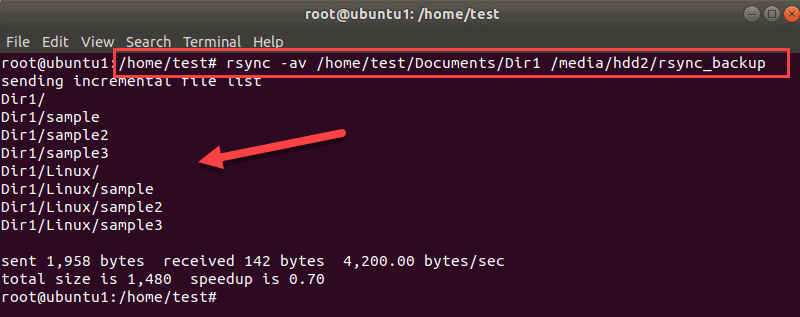 root@ubuntu1: /home/test
File Edit View Search Terminal Help
root@ubuntu1:/home/test# rsync -av /home/test/Documents/Dir1 /media/hdd2/rsync_backup
sending incremental file list
Dir1/
Dir1/sample
Dir1/sample2
Dir1/sample3
Dir1/Linux/
Dir1/Linux/sample
Dir1/Linux/sample2
Dir1/Linux/sample3
sent 1,958 bytes  received 142 bytes  4,200.00 bytes/sec
total size is 1,480  speedup is 0.70
root@ubuntu1:/home/test#